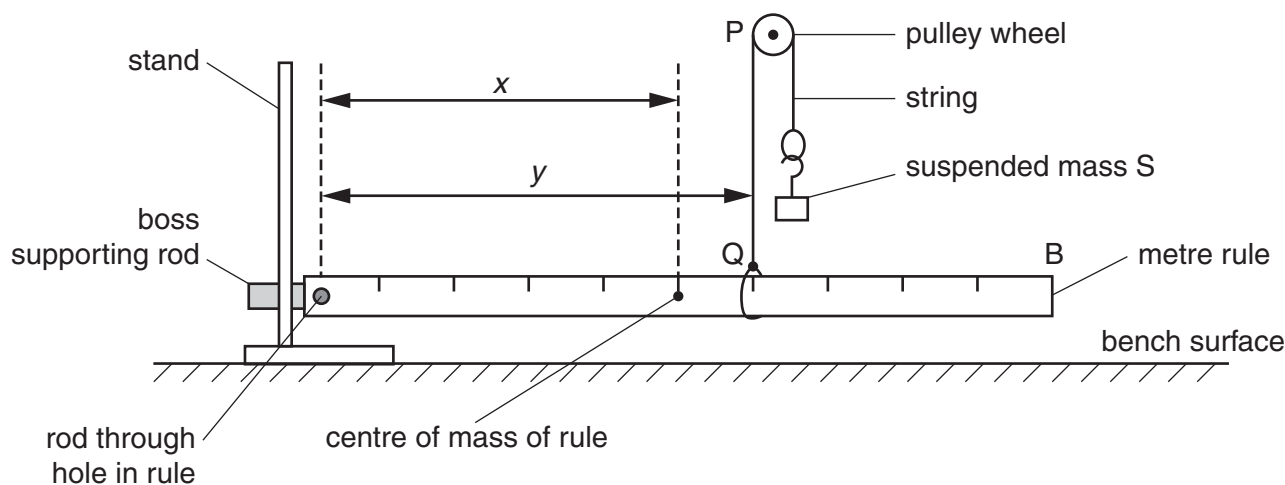 P
pulley wheel
stand
x
string
suspended mass S
y
boss
supporting rod
Q
B
metre rule
bench surface
rod through
hole in rule
centre of mass of rule